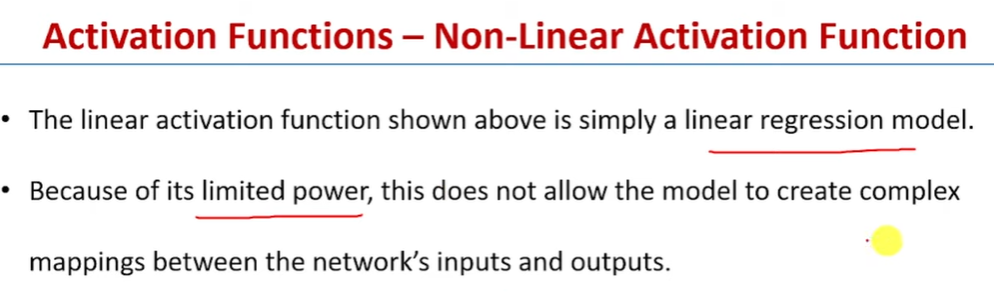 Activation Functions – Non-Linear Activation Function
• The linear activation function shown above is simply a linear regression model.
• Because of its limited power, this does not allow the model to create complex
mappings between the network's inputs and outputs.